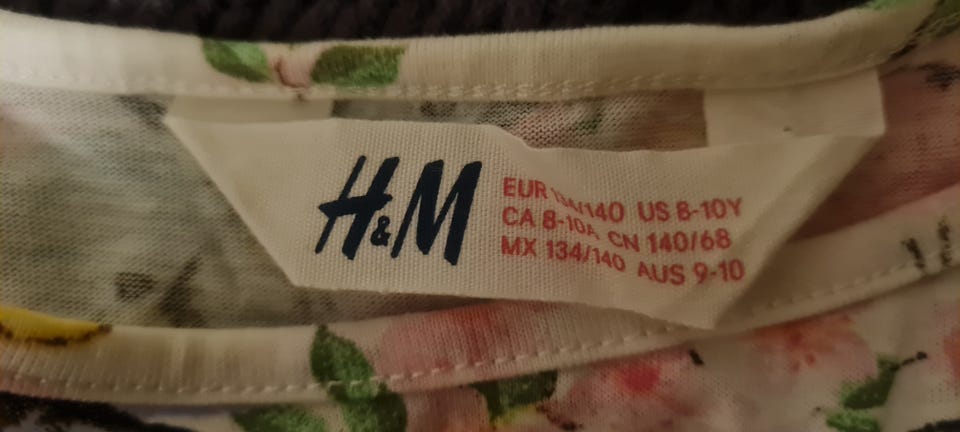 H&M
EUR 134/140 US 8-10Y
CA 8-10A CN 140/68
MX 134/140 AUS 9-10